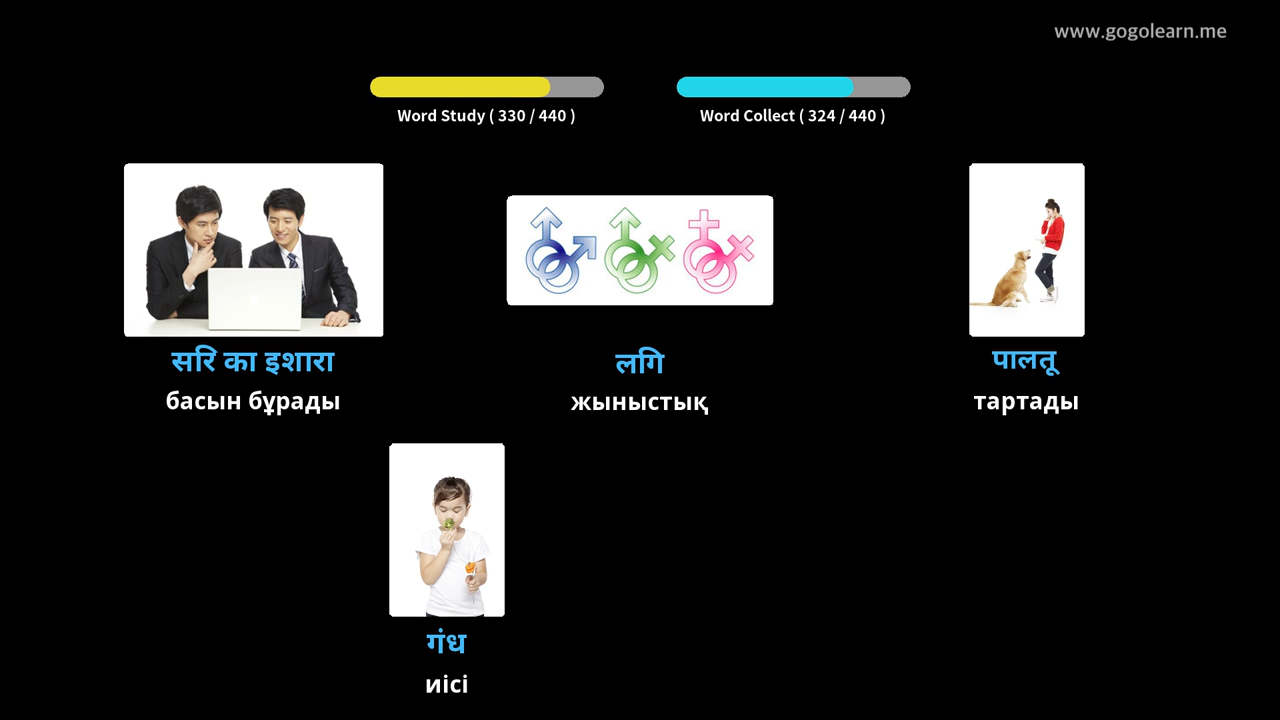 www.gogolearn.me
Word Study ( 330 / 440 )
Word Collect ( 324 / 440 )
सरि का इशारा
लगि
पालतू
басын бұрады
жыныстық
тартады
गंध
иісі